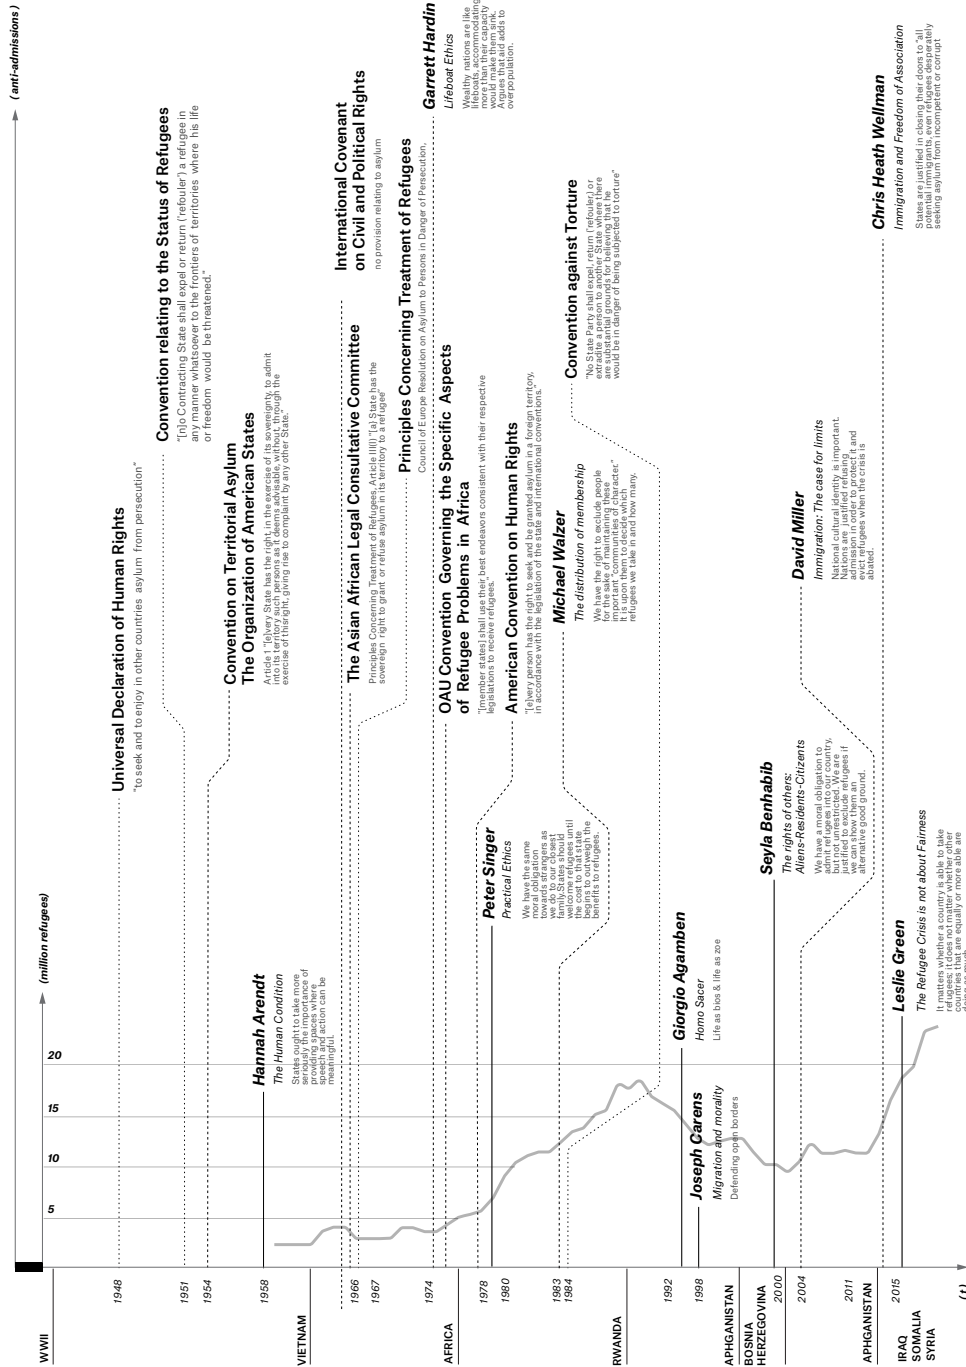 (anti-admissions)
(million refugees)
20
15
10
5
Universal Declaration of Human Rights
"to seek and to enjoy in other countries asylum from persecution"
Convention relating to the Status of Refugees
"[n]o Contracting State shall expel or return ('refouler') a refugee in
any manner whatsoever to the frontiers of territories where his life
or freedom would be threatened."
Convention on Territorial Asylum
The Organization of American States
Article 1 "[e]very State has the right, in the exercise of its sovereignty, to admit
into its territory such persons as it deems advisable, without, through the
exercise of thisright, giving rise to complaint by any other State."
Hannah Arendt
The Human Condition
States ought to take more
seriously the importance of
providing spaces where
speech and action can be
meaningful.
International Covenant
on Civil and Political Rights
no provision relating to asylum
The Asian African Legal Consultative Committee
Principles Concerning Treatment of Refugees, Article III(I) "[a] State has the
sovereign right to grant or refuse asylum in its territory to a refugee"
Principles Concerning Treatment of Refugees
Council of Europe Resolution on Asylum to Persons in Danger of Persecution,
Garrett Hardin
Lifeboat Ethics
Wealthy nations are like
lifeboats, accommodating
more than their capacity
would make them sink.
Argues that aid adds to
overpopulation.
OAU Convention Governing the Specific Aspects
of Refugee Problems in Africa
"[member states] shall use their best endeavors consistent with their respective
legislations to receive refugees."
Peter Singer
Practical Ethics
We have the same
moral obligation
towards strangers as
we do to our closest
family.States should
welcome refugees until
the cost to that state
begins to outweigh the
benefits to refugees.
American Convention on Human Rights
"[e]very person has the right to seek and be granted asylum in a foreign territory,
in accordance with the legislation of the state and international conventions."
Michael Walzer
The distribution of membership
We have the right to exclude people
for the sake of maintaining these
important "communities of character."
It is upon them to decide which
refugees we take in and how many.
Convention against Torture
"No State Party shall expel, return ('refouler,) or
extradite a person to another State where there
are substantial grounds for believing that he
would be in danger of being subjected to torture"
Giorgio Agamben
Homo Sacer
Life as bios & life as zoe
Joseph Carens
Migration and morality
Defending open borders
Seyla Benhabib
The rights of others:
Aliens-Residents-Citizents
We have a moral obligation to
admit refugees into our country,
but not unrestricted. We are
justified to exclude refugees if
we can show them an
alternative good ground.
David Miller
Immigration: The case for limits
National cultural identity is important.
Nations are justified refusing
admission in order to protect it and
evict refugees when the crisis is
abated.
Chris Heath Wellman
Immigration and Freedom of Association
States are justified in closing their doors to "all
potential immigrants, even refugees desperately
seeking asylum from incompetent or corrupt
Leslie Green
The Refugee Crisis is not about Fairness
It matters whether a country is able to take
refugees; it does not matter whether other
countries that are equally or more able are
1948
1951
1954
1958
1966
1967
1974
1978
1980
1983
1984
1992
1998
2000
2004
2011
2015
(t)
WWII
VIETNAM
AFRICA
RWANDA
APHGANISTAN
BOSNIA
HERZEGOVINA
APHGANISTAN
IRAQ
SOMALIA
SYRIA